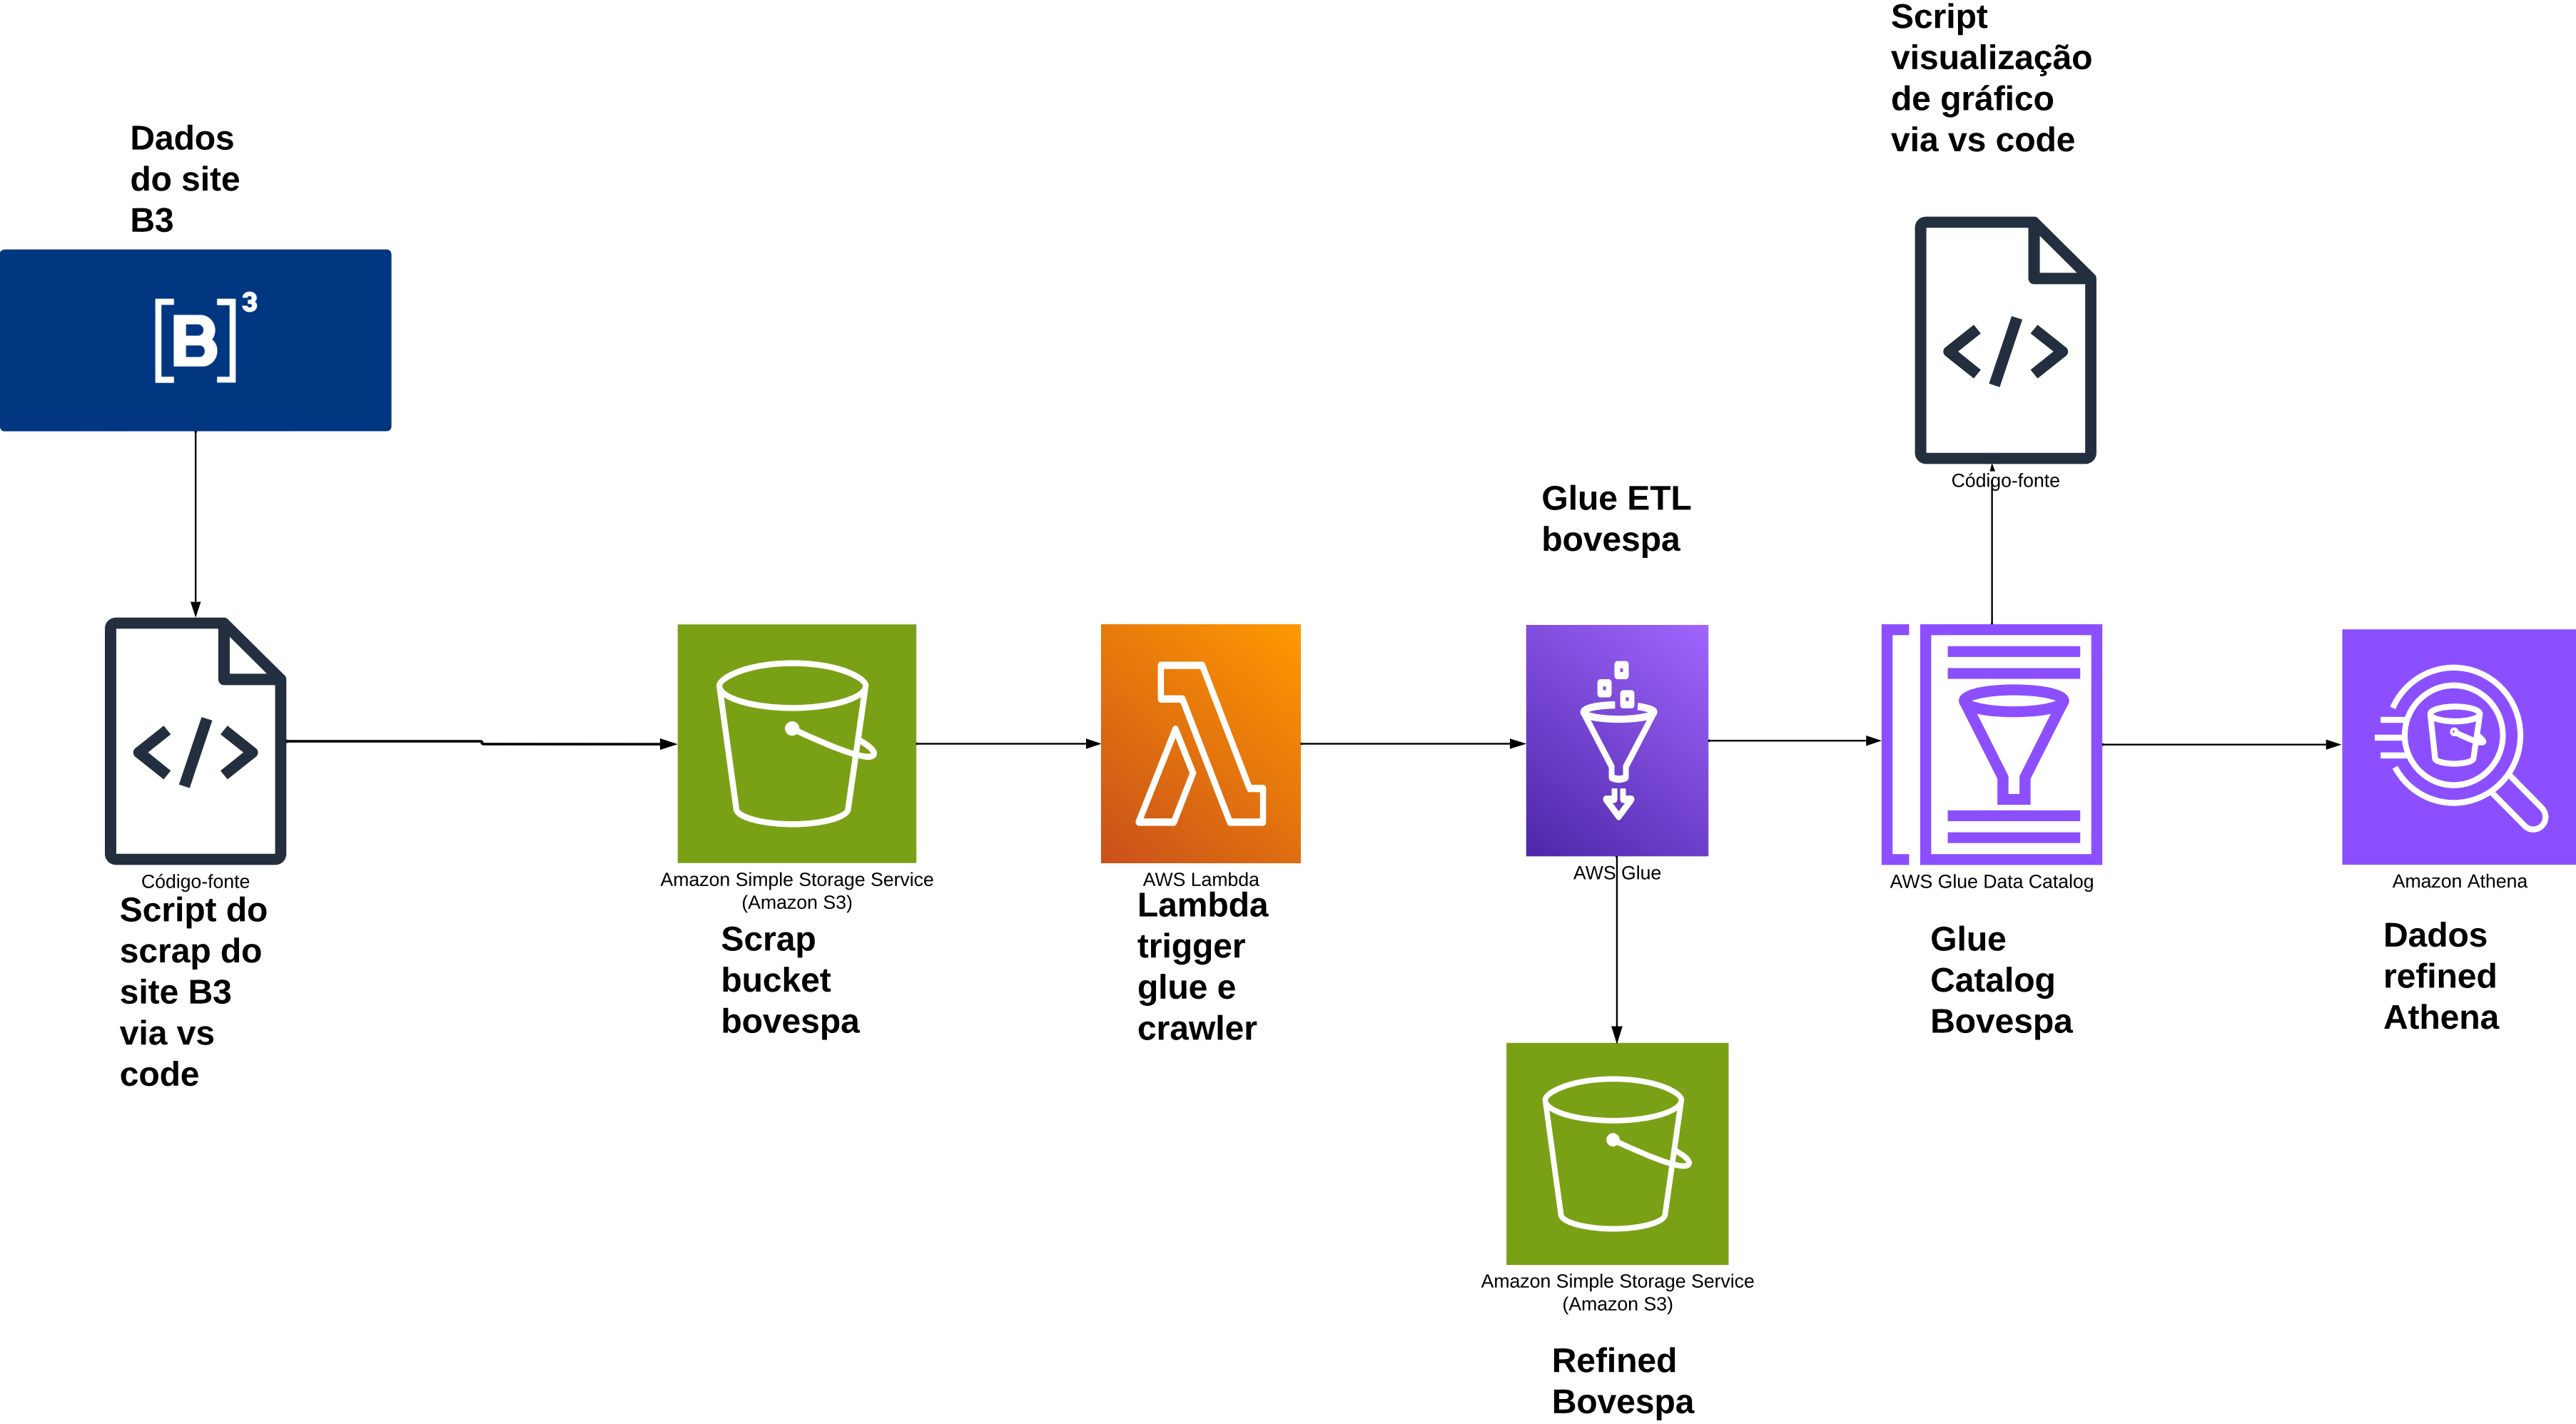 Script
visualização
de gráfico
via vs code
Dados
do site
B3
[B]³
</>
Código-fonte
Glue ETL
bovespa
</>
Código-fonte
Script do
scrap do
site B3
via vs
code
Amazon Simple Storage Service
(Amazon S3)
Scrap
bucket
bovespa
AWS Lambda
Lambda
trigger
glue e
crawler
AWS Glue
AWS Glue Data Catalog
Glue
Catalog
Bovespa
Amazon Athena
Dados
refined
Athena
Amazon Simple Storage Service
(Amazon S3)
Refined
Bovespa